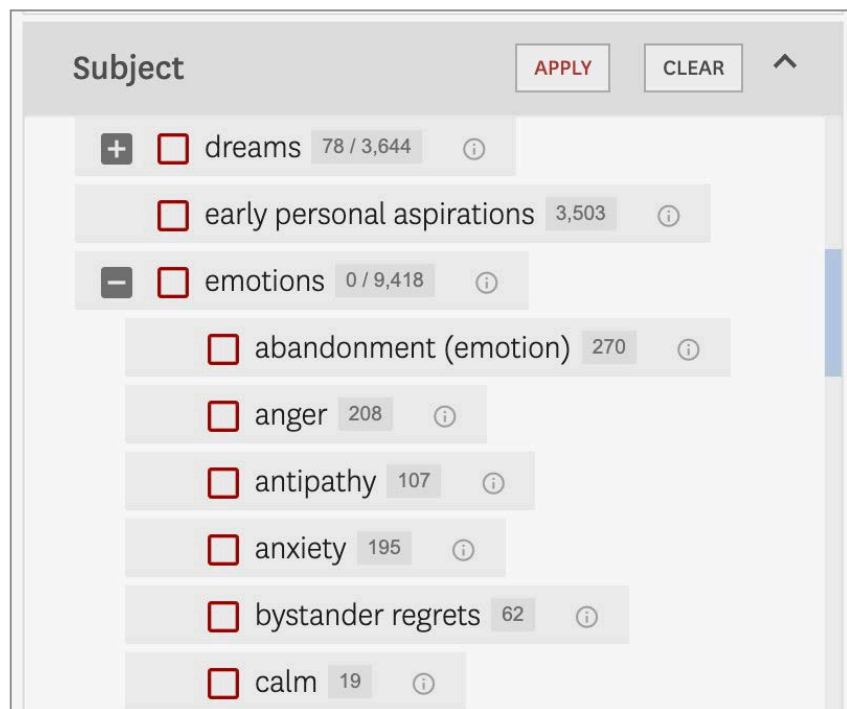 Subject APPLY CLEAR
dreams 78 / 3,644
early personal aspirations 3,503
emotions 0 / 9,418
abandonment (emotion) 270
anger 208
antipathy 107
anxiety 195
bystander regrets 62
calm 19